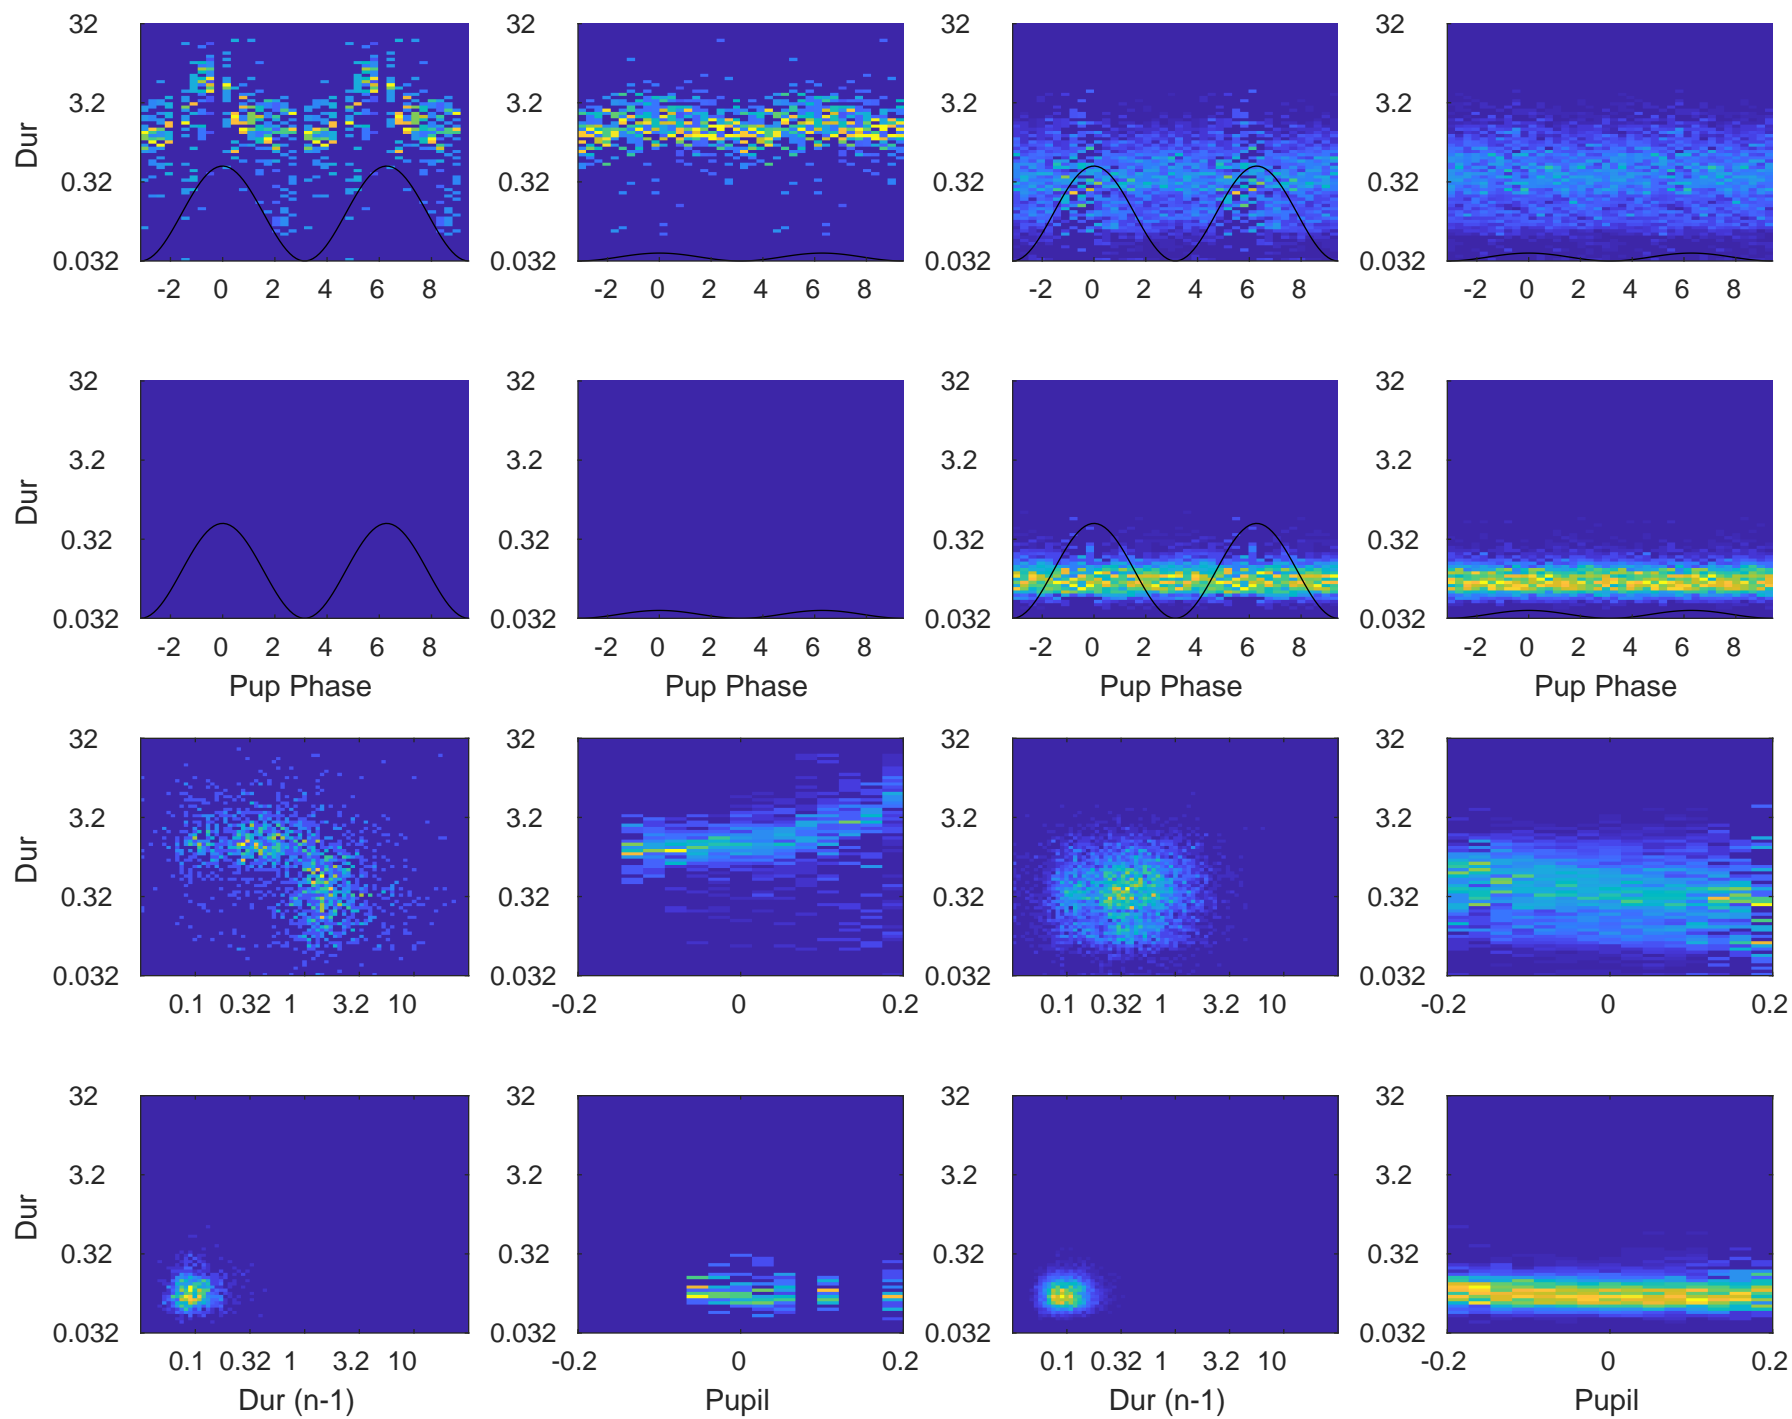 32 32 32 32
3.2 3.2 3.2 3.2
Dur
0.32 0.32 0.32 0.32
0.032 0.032 0.032 0.032
-2 0 2 4 6 8 -2 0 2 4 6 8 -2 0 2 4 6 8 -2 0 2 4 6 8
32 32 32 32
3.2 3.2 3.2 3.2
Dur
0.32 0.32 0.32 0.32
0.032 0.032 0.032 0.032
-2 0 2 4 6 8 -2 0 2 4 6 8 -2 0 2 4 6 8 -2 0 2 4 6 8
Pup Phase Pup Phase Pup Phase Pup Phase
32 32 32 32
3.2 3.2 3.2 3.2
Dur
0.32 0.32 0.32 0.32
0.032 0.032 0.032 0.032
0.1 0.32 1 3.2 10 -0.2 0 0.2 0.1 0.32 1 3.2 10 -0.2 0 0.2
32 32 32 32
3.2 3.2 3.2 3.2
Dur
0.32 0.32 0.32 0.32
0.032 0.032 0.032 0.032
0.1 0.32 1 3.2 10 -0.2 0 0.2 0.1 0.32 1 3.2 10 -0.2 0 0.2
Dur (n-1) Pupil Dur (n-1) Pupil